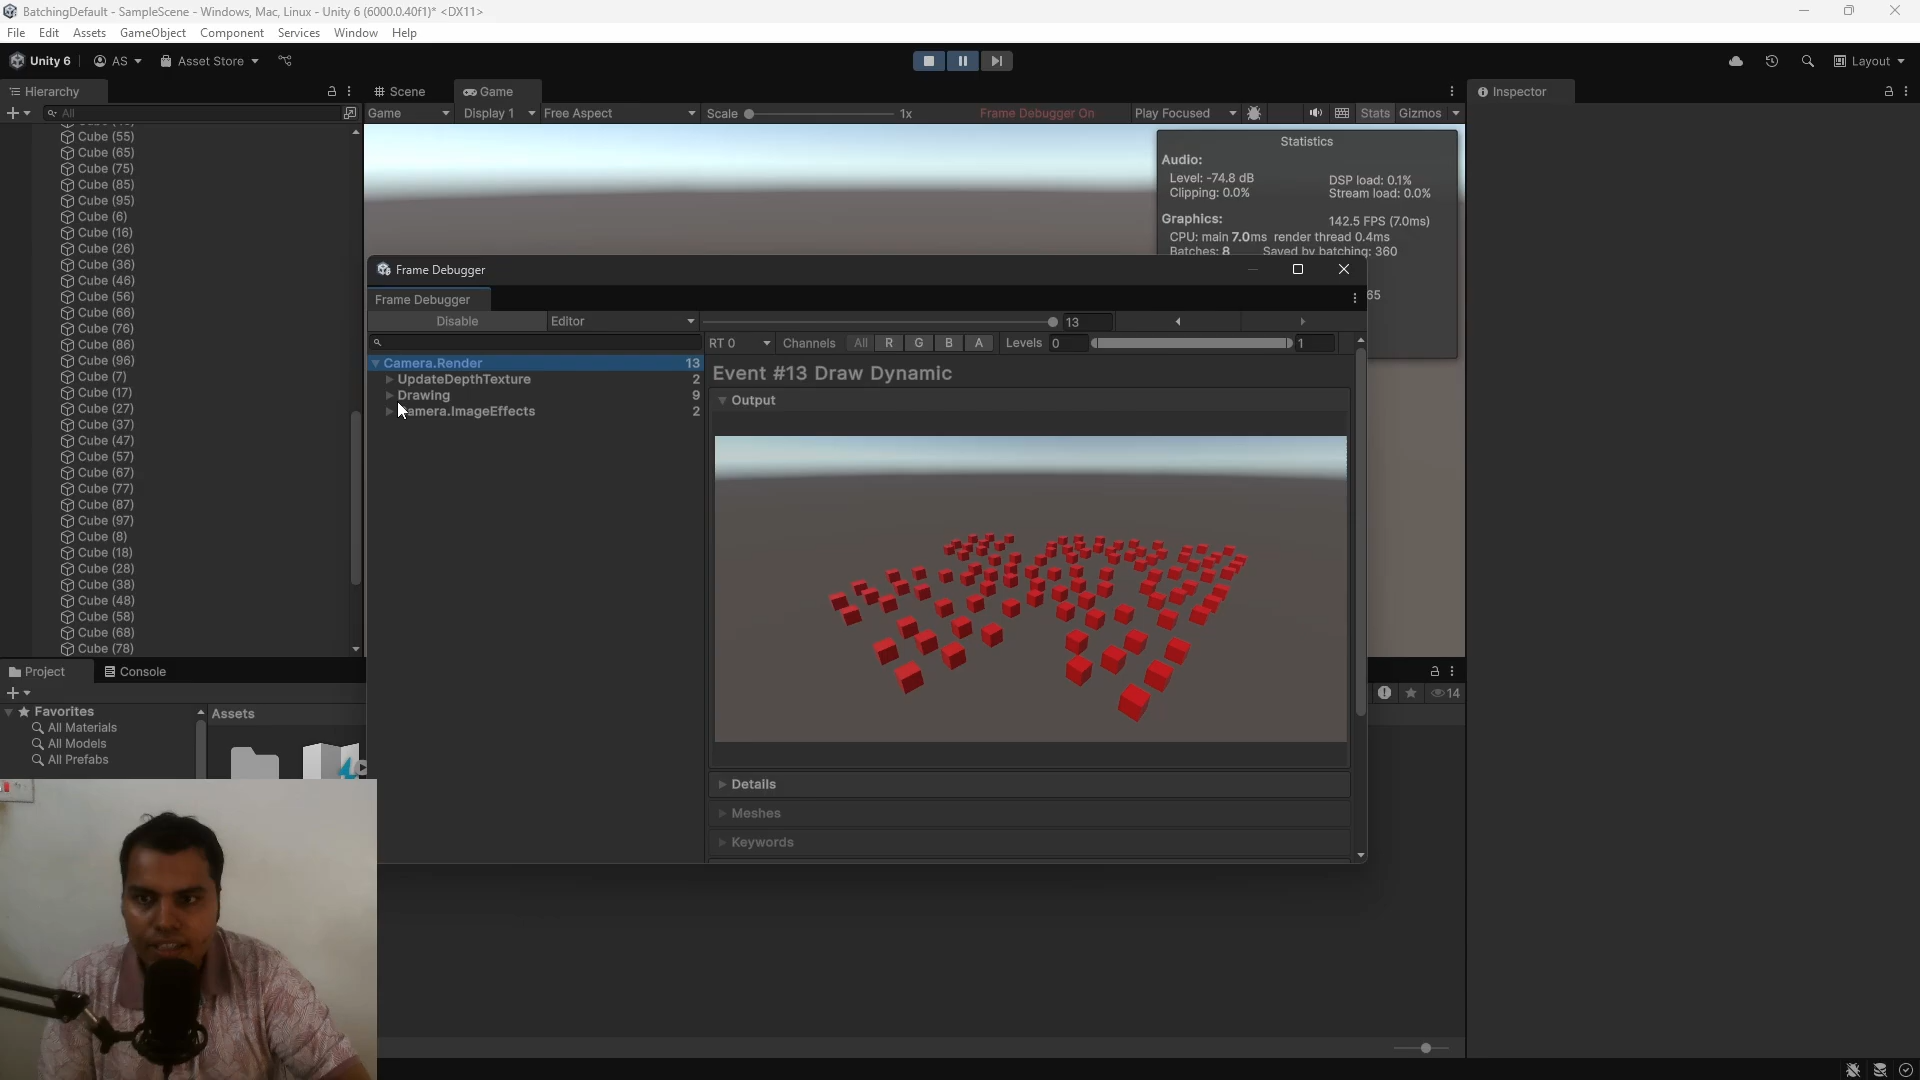 BatchingDefault - SampleScene - Windows, Mac, Linux - Unity 6 (6000.0.40f1)* <DX11>
File Edit Assets GameObject Component Services Window Help
Unity 6 AS Asset Store Layout
Hierarchy Scene Game Inspector
All Game Display 1 Free Aspect Scale 1x Frame Debugger On Play Focused Stats Gizmos
Cube (55)
Cube (65)
Cube (75)
Cube (85)
Cube (95)
Cube (6)
Cube (16)
Cube (26)
Cube (36)
Cube (46)
Cube (56)
Cube (66)
Cube (76)
Cube (86)
Cube (96)
Cube (7)
Cube (17)
Cube (27)
Cube (37)
Cube (47)
Cube (57)
Cube (67)
Cube (77)
Cube (87)
Cube (97)
Cube (8)
Cube (18)
Cube (28)
Cube (38)
Cube (48)
Cube (58)
Cube (68)
Cube (78)
Statistics
Audio:
Level: -74.8 dB DSP load: 0.1%
Clipping: 0.0% Stream load: 0.0%
Graphics: 142.5 FPS (7.0ms)
CPU: main 7.0ms render thread 0.4ms
Batches: 8 Saved by batching: 360
65
Frame Debugger
Frame Debugger
Disable Editor 13
RT 0 Channels All R G B A Levels 0 1
Camera.Render 13
UpdateDepthTexture 2
Drawing 9
amera.ImageEffects 2
Event #13 Draw Dynamic
Output
Details
Meshes
Keywords
Project Console
14
Favorites
All Materials
All Models
All Prefabs
Assets